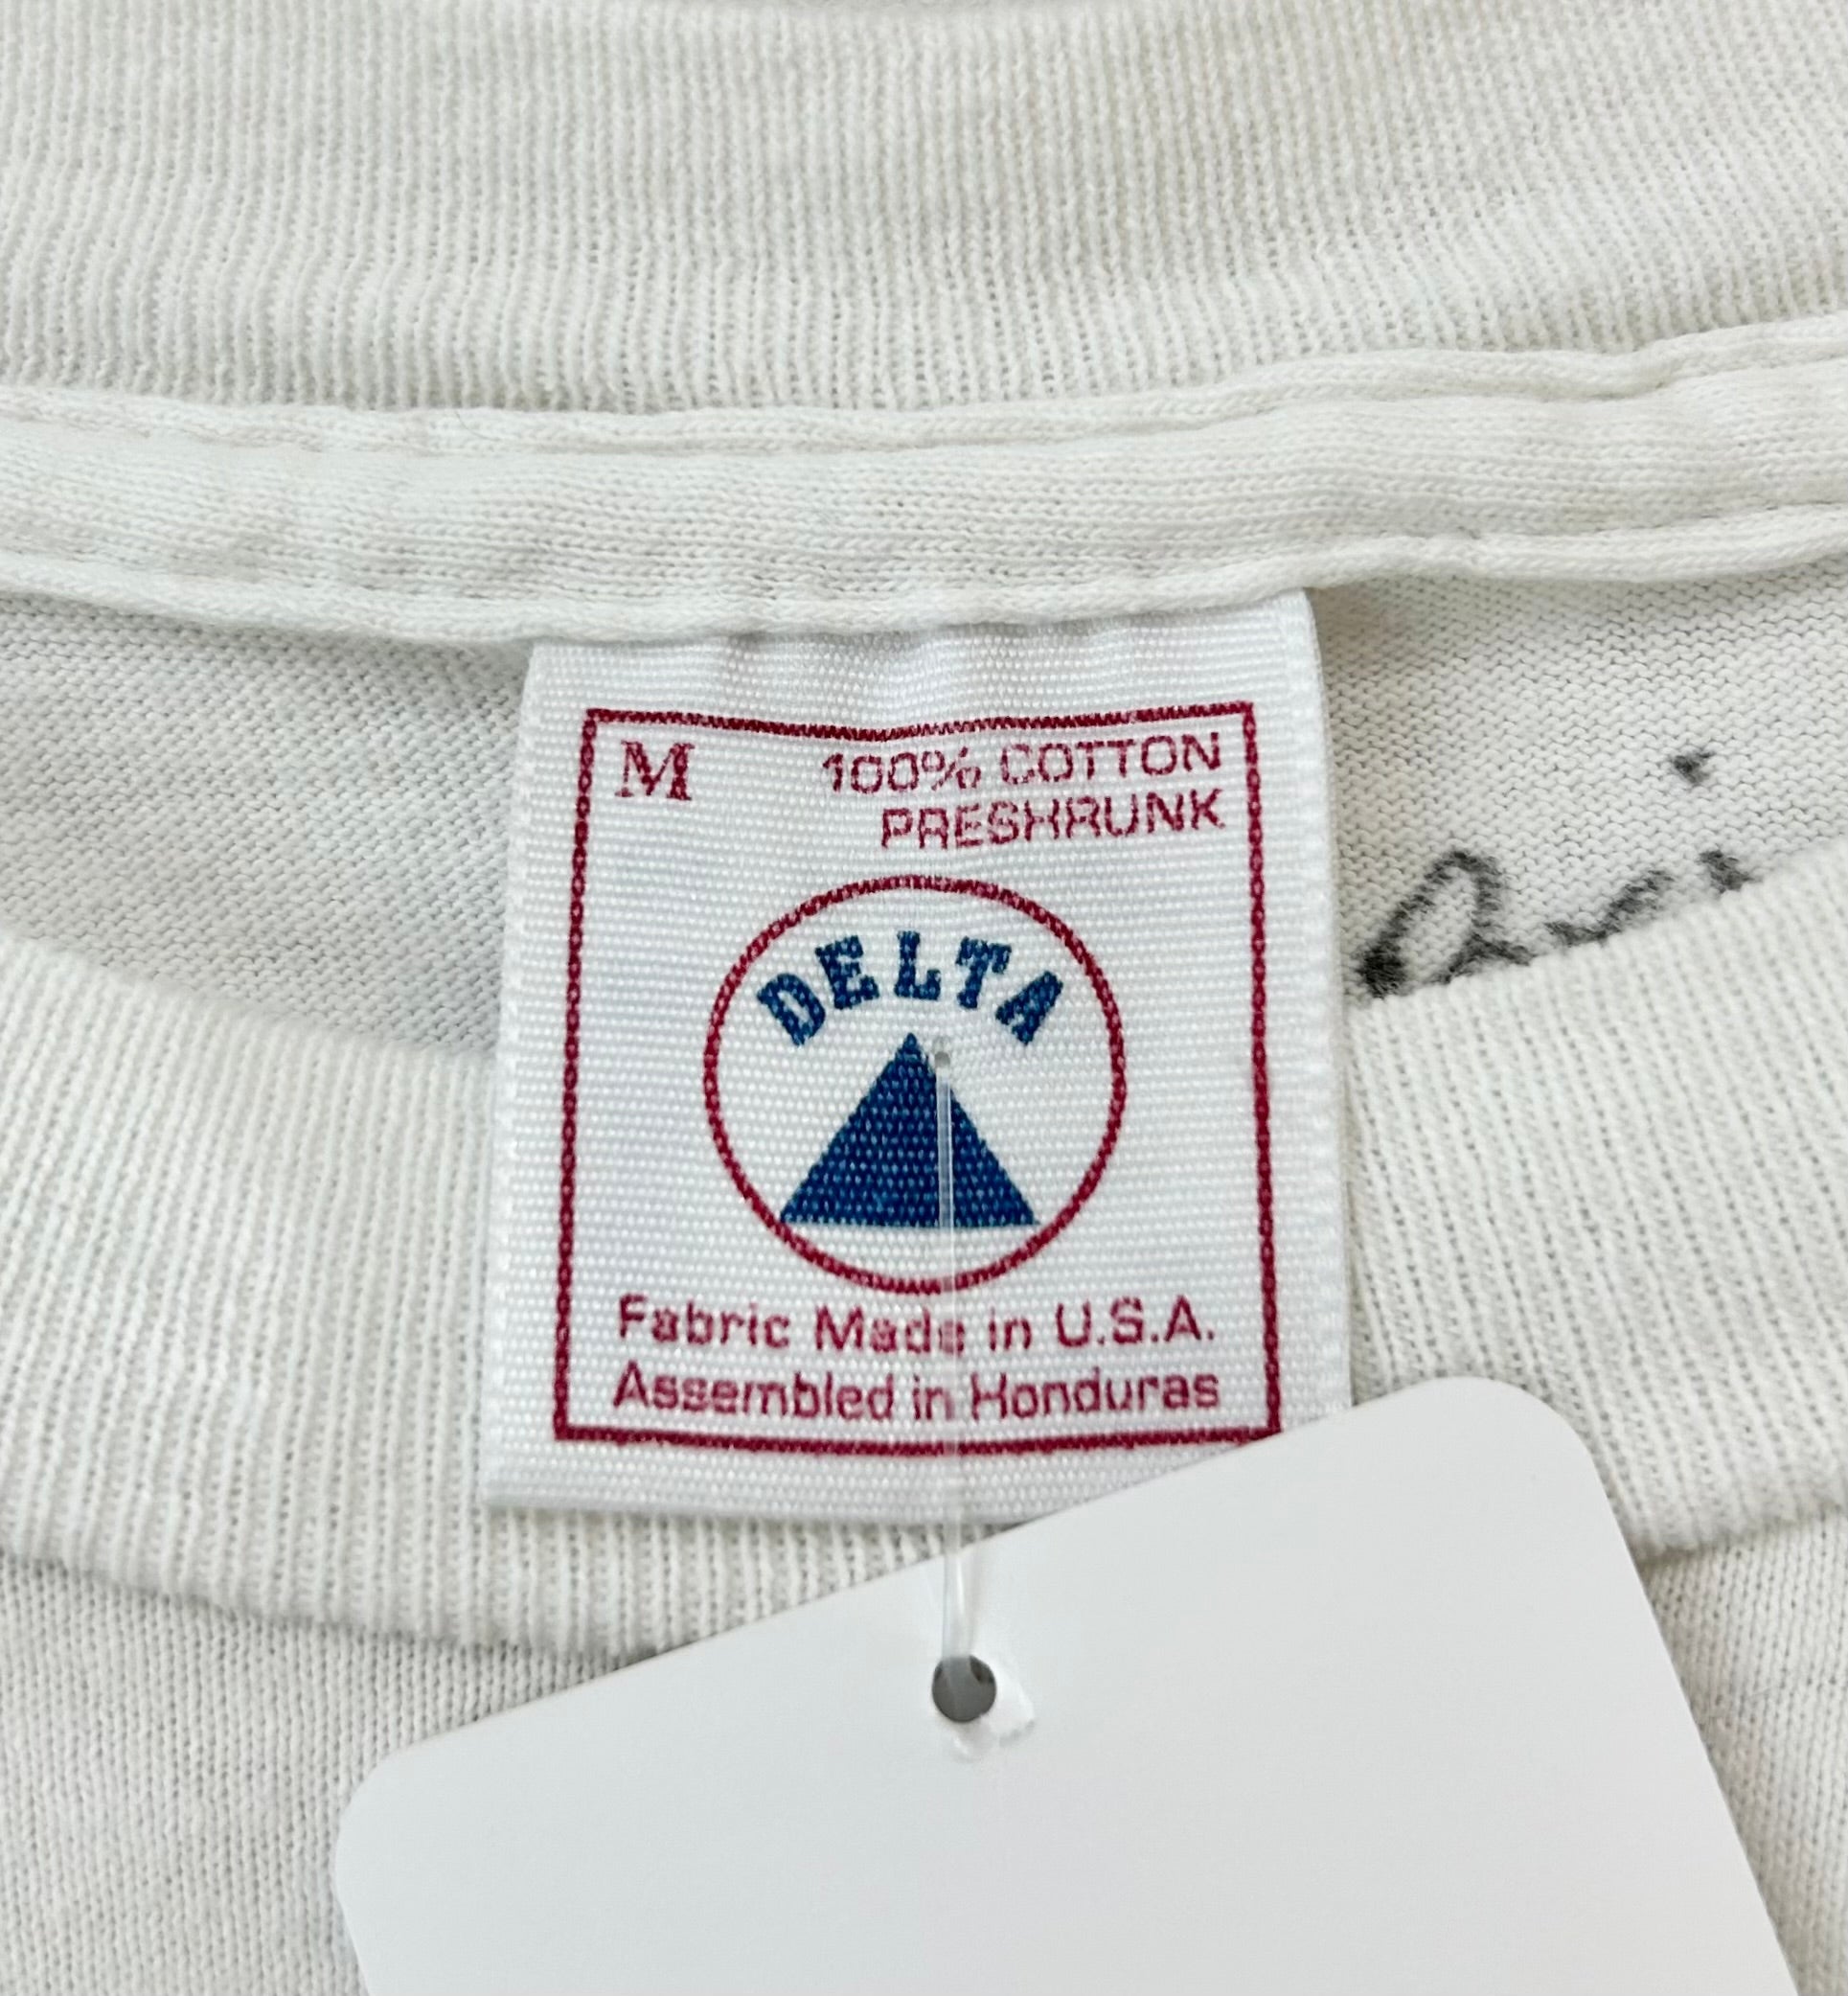 M 100% COTTON
PRESHRUNK
DELTA
Fabric Made in U.S.A.
Assembled in Honduras